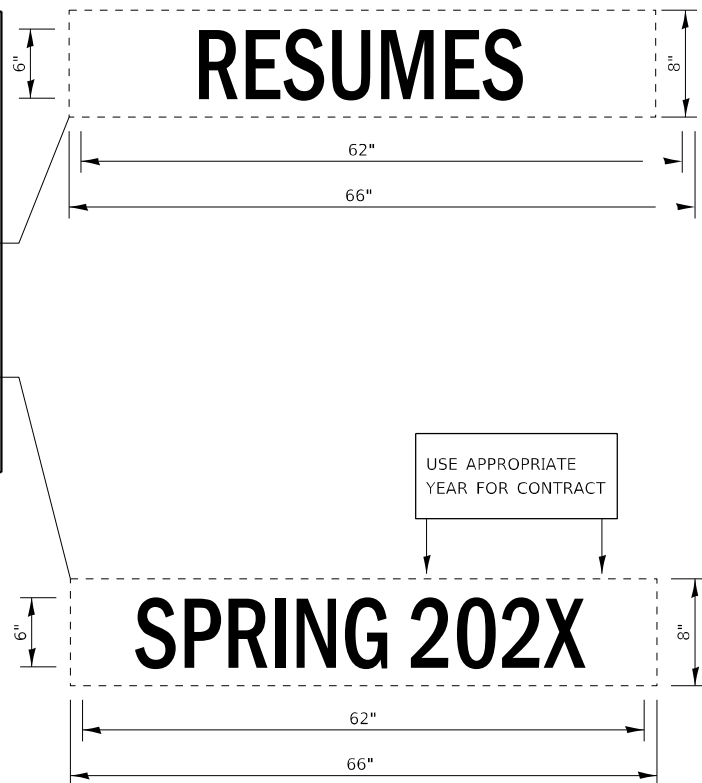 RESUMES
6"
8"
62"
66"
USE APPROPRIATE
YEAR FOR CONTRACT
SPRING 202X
6"
8"
62"
66"